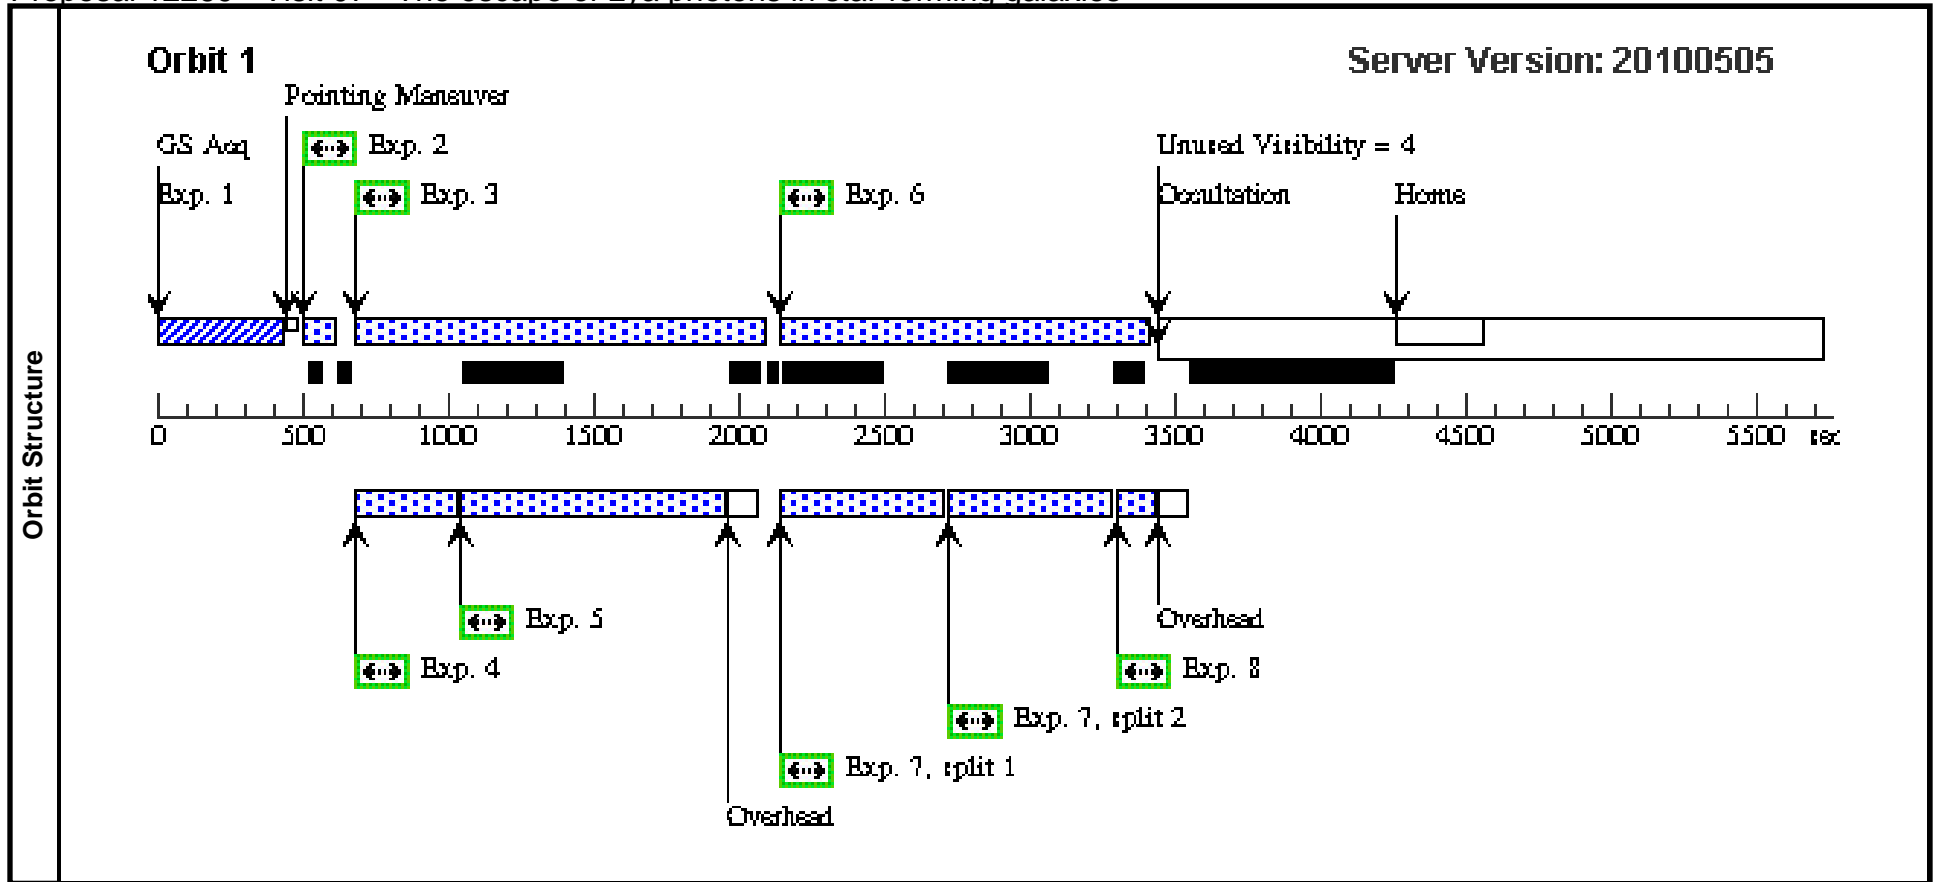 Orbit Structure
Orbit 1
Server Version: 20100505
Pointing Maneuver
GS Acq
Exp. 2
Unused Visibility = 4
Exp. 1
Exp. 3
Exp. 6
Occultation
Home
0 500 1000 1500 2000 2500 3000 3500 4000 4500 5000 5500 sec
Exp. 5
Overhead
Exp. 4
Exp. 8
Exp. 7, split 2
Exp. 7, split 1
Overhead